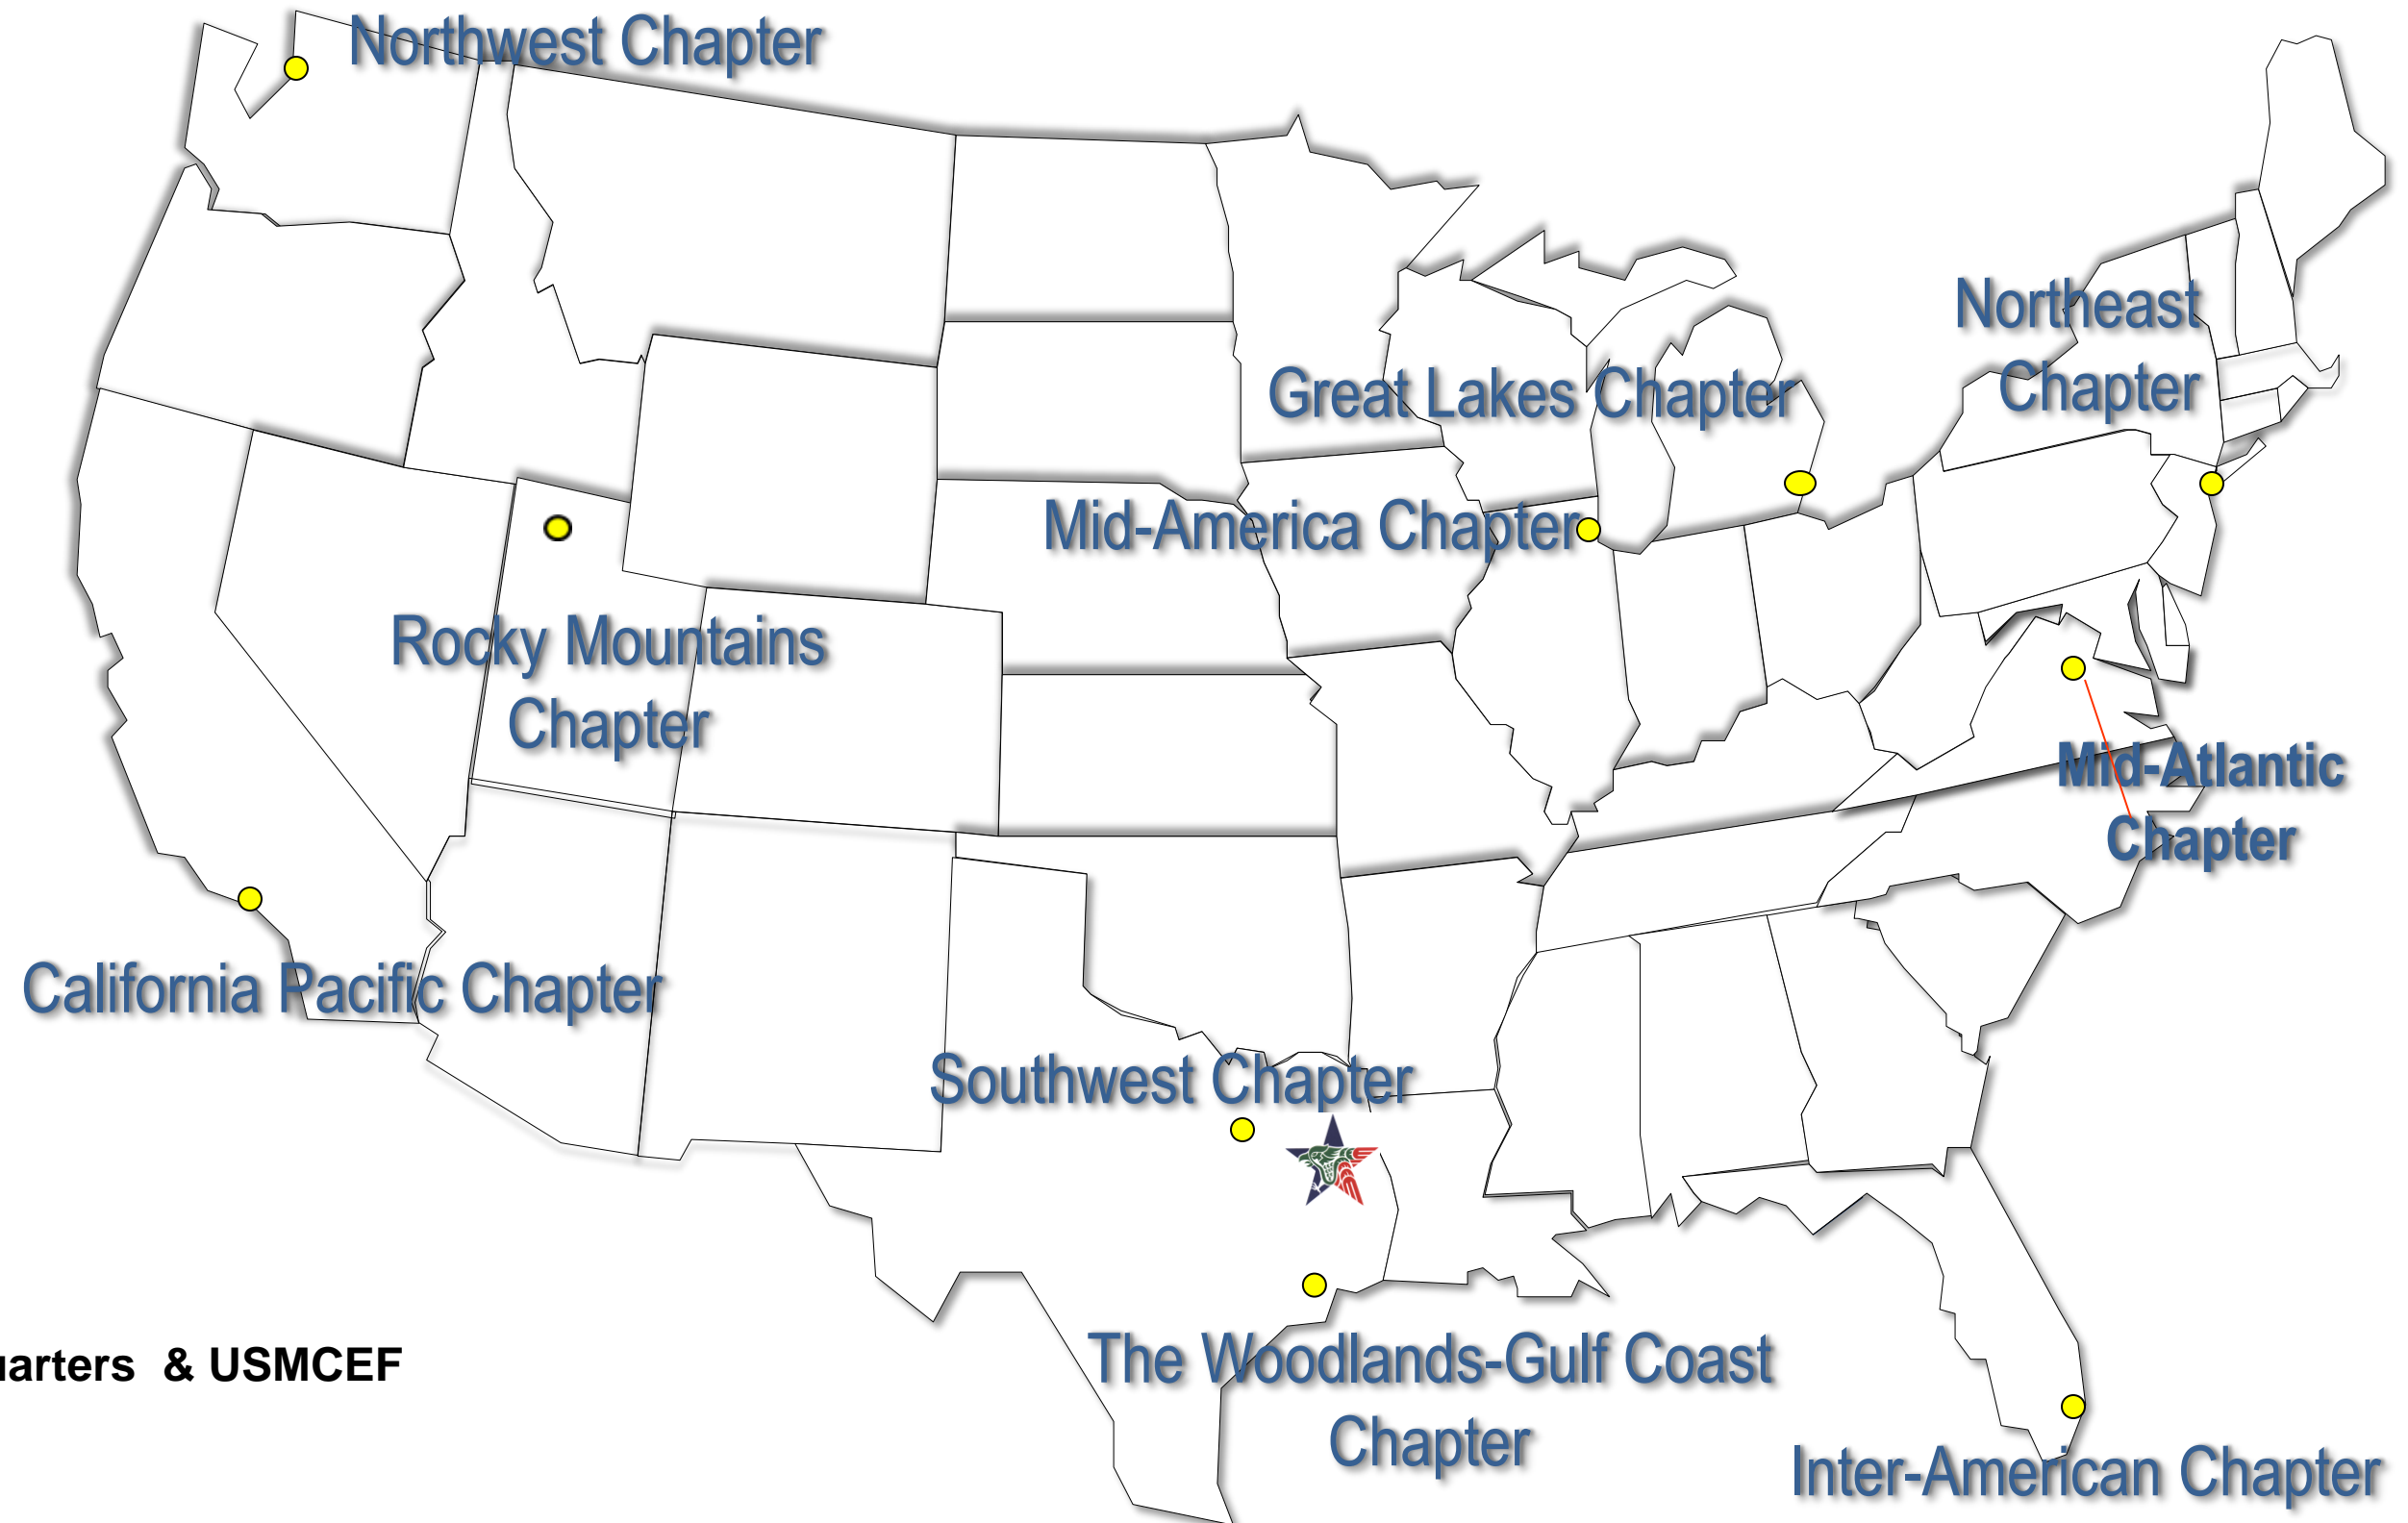 Northwest Chapter
Northeast
Chapter
Great Lakes Chapter
Mid-America Chapter
Rocky Mountains
Chapter
Mid-Atlantic
Chapter
California Pacific Chapter
Southwest Chapter
The Woodlands-Gulf Coast
Chapter
& USMCEF
Inter-American Chapter